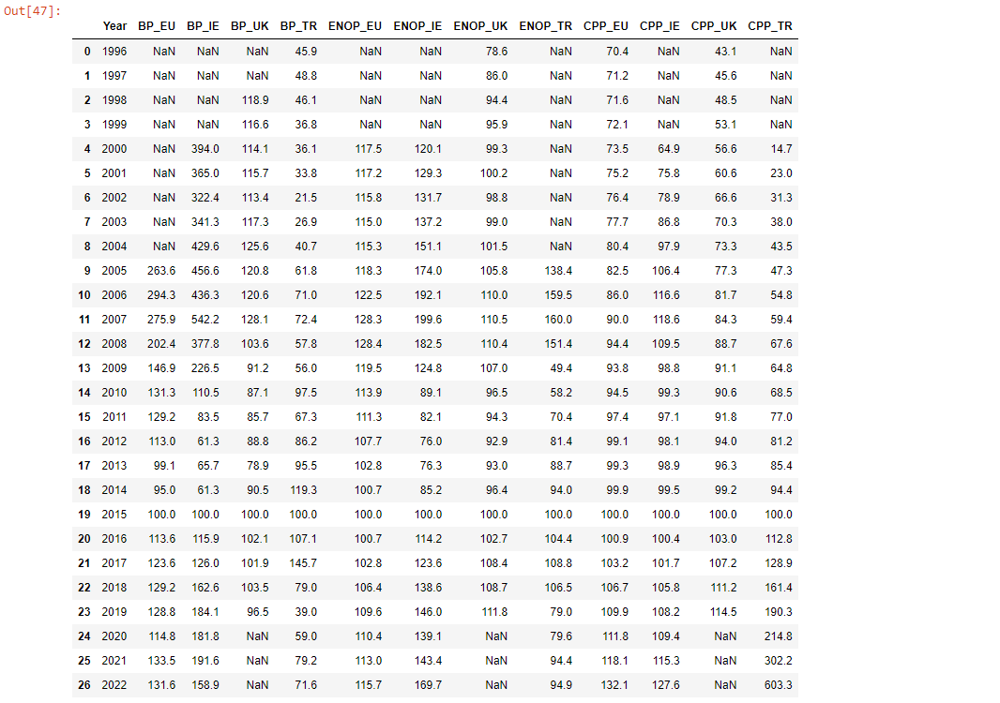 Out[47]:
Year BP_EU BP_IE BP_UK BP_TR ENOP_EU ENOP_IE ENOP_UK ENOP_TR CPP_EU CPP_IE CPP_UK CPP_TR
0 1996 NaN NaN NaN 45.9 NaN NaN 78.6 NaN 70.4 NaN 43.1 NaN
1 1997 NaN NaN NaN 48.8 NaN NaN 86.0 NaN 71.2 NaN 45.6 NaN
2 1998 NaN NaN 118.9 46.1 NaN NaN 94.4 NaN 71.6 NaN 48.5 NaN
3 1999 NaN NaN 116.6 36.8 NaN NaN 95.9 NaN 72.1 NaN 53.1 NaN
4 2000 NaN 394.0 114.1 36.1 117.5 120.1 99.3 NaN 73.5 64.9 56.6 14.7
5 2001 NaN 365.0 115.7 33.8 117.2 129.3 100.2 NaN 75.2 75.8 60.6 23.0
6 2002 NaN 322.4 113.4 21.5 115.8 131.7 98.8 NaN 76.4 78.9 66.6 31.3
7 2003 NaN 341.3 117.3 26.9 115.0 137.2 99.0 NaN 77.7 86.8 70.3 38.0
8 2004 NaN 429.6 125.6 40.7 115.3 151.1 101.5 NaN 80.4 97.9 73.3 43.5
9 2005 263.6 456.6 120.8 61.8 118.3 174.0 105.8 138.4 82.5 106.4 77.3 47.3
10 2006 294.3 436.3 120.6 71.0 122.5 192.1 110.0 159.5 86.0 116.6 81.7 54.8
11 2007 275.9 542.2 128.1 72.4 128.3 199.6 110.5 160.0 90.0 118.6 84.3 59.4
12 2008 202.4 377.8 103.6 57.8 128.4 182.5 110.4 151.4 94.4 109.5 88.7 67.6
13 2009 146.9 226.5 91.2 56.0 119.5 124.8 107.0 49.4 93.8 98.8 91.1 64.8
14 2010 131.3 110.5 87.1 97.5 113.9 89.1 96.5 58.2 94.5 99.3 90.6 68.5
15 2011 129.2 83.5 85.7 67.3 111.3 82.1 94.3 70.4 97.4 97.1 91.8 77.0
16 2012 113.0 61.3 88.8 86.2 107.7 76.0 92.9 81.4 99.1 98.1 94.0 81.2
17 2013 99.1 65.7 78.9 95.5 102.8 76.3 93.0 88.7 99.3 98.9 96.3 85.4
18 2014 95.0 61.3 90.5 119.3 100.7 85.2 96.4 94.0 99.9 99.5 99.2 94.4
19 2015 100.0 100.0 100.0 100.0 100.0 100.0 100.0 100.0 100.0 100.0 100.0 100.0
20 2016 113.6 115.9 102.1 107.1 100.7 114.2 102.7 104.4 100.9 100.4 103.0 112.8
21 2017 123.6 126.0 101.9 145.7 102.8 123.6 108.4 108.8 103.2 101.7 107.2 128.9
22 2018 129.2 162.6 103.5 79.0 106.4 138.6 108.7 106.5 106.7 105.8 111.2 161.4
23 2019 128.8 184.1 96.5 39.0 109.6 146.0 111.8 79.0 109.9 108.2 114.5 190.3
24 2020 114.8 181.8 NaN 59.0 110.4 139.1 NaN 79.6 111.8 109.4 NaN 214.8
25 2021 133.5 191.6 NaN 79.2 113.0 143.4 NaN 94.4 118.1 115.3 NaN 302.2
26 2022 131.6 158.9 NaN 71.6 115.7 169.7 NaN 94.9 132.1 127.6 NaN 603.3